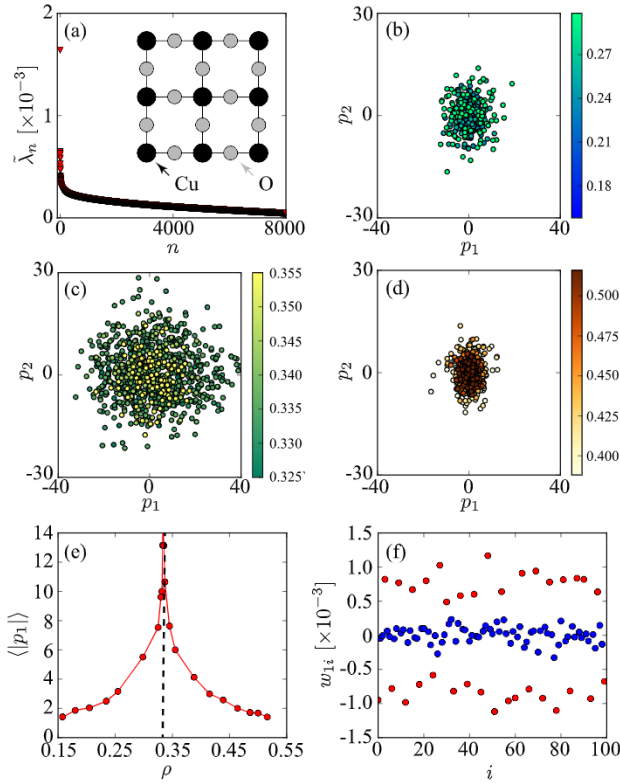 (a)
2
1
0
λ̃ₙ [×10⁻³]
0 4000 8000
n
Cu O
(b)
30
0
-30
p₂
-40 0 40
p₁
0.27
0.24
0.21
0.18
(c)
30
0
-30
p₂
-40 0 40
p₁
0.355
0.350
0.345
0.340
0.335
0.330
0.325`
(d)
30
0
-30
p₂
-40 0 40
p₁
0.500
0.475
0.450
0.425
0.400
(e)
14
12
10
8
6
4
2
0
⟨|p₁|⟩
0.15 0.25 0.35 0.45 0.55
ρ
(f)
1.5
1.0
0.5
0
-0.5
-1.0
-1.5
w₁ᵢ [×10⁻³]
0 20 40 60 80 100
i